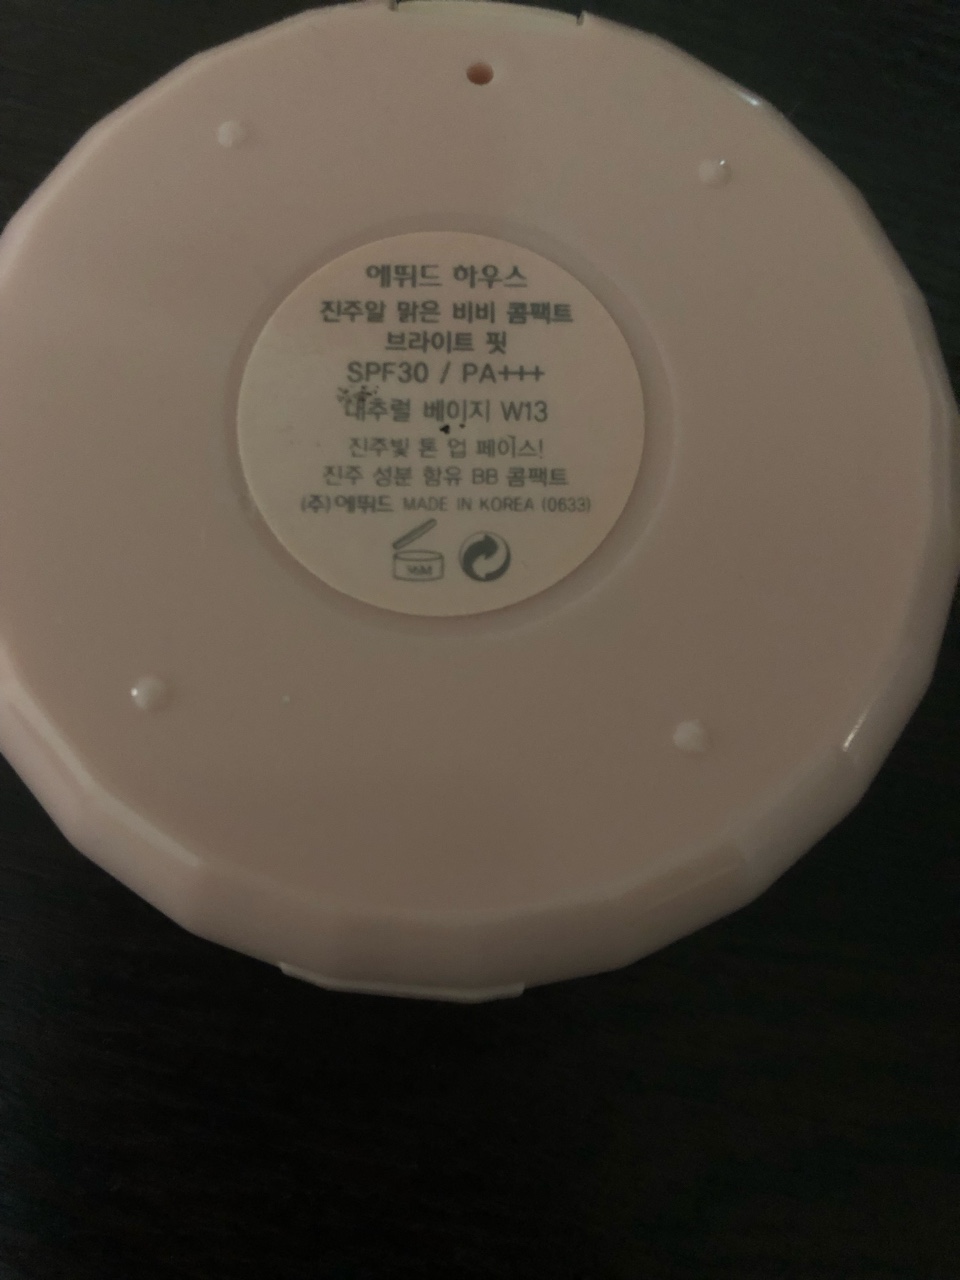 에뛰드 하우스
진주알 맑은 비비 콤팩트
브라이트 핏
SPF30 / PA+++
내추럴 베이지 W13
진주빛 톤 업 페이스!
진주 성분 함유 BB 콤팩트
(주)에뛰드 MADE IN KOREA (0633)
36M